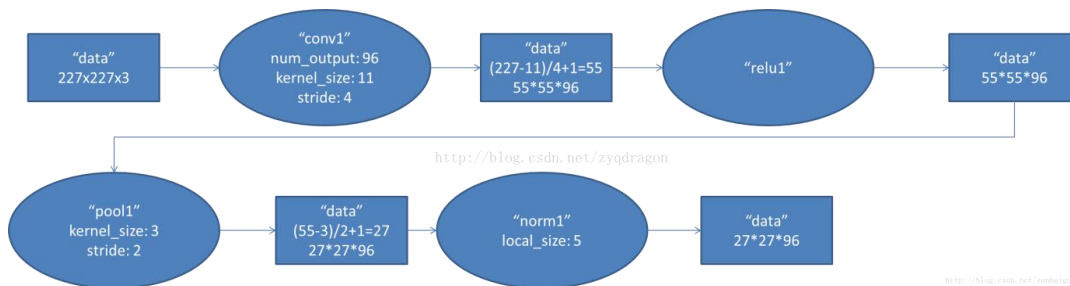 “data”
227x227x3
“conv1”
num_output: 96
kernel_size: 11
stride: 4
“data”
(227-11)/4+1=55
55*55*96
“relu1”
“data”
55*55*96
http://blog.csdn.net/zyqdragon
“pool1”
kernel_size: 3
stride: 2
“data”
(55-3)/2+1=27
27*27*96
“norm1”
local_size: 5
“data”
27*27*96